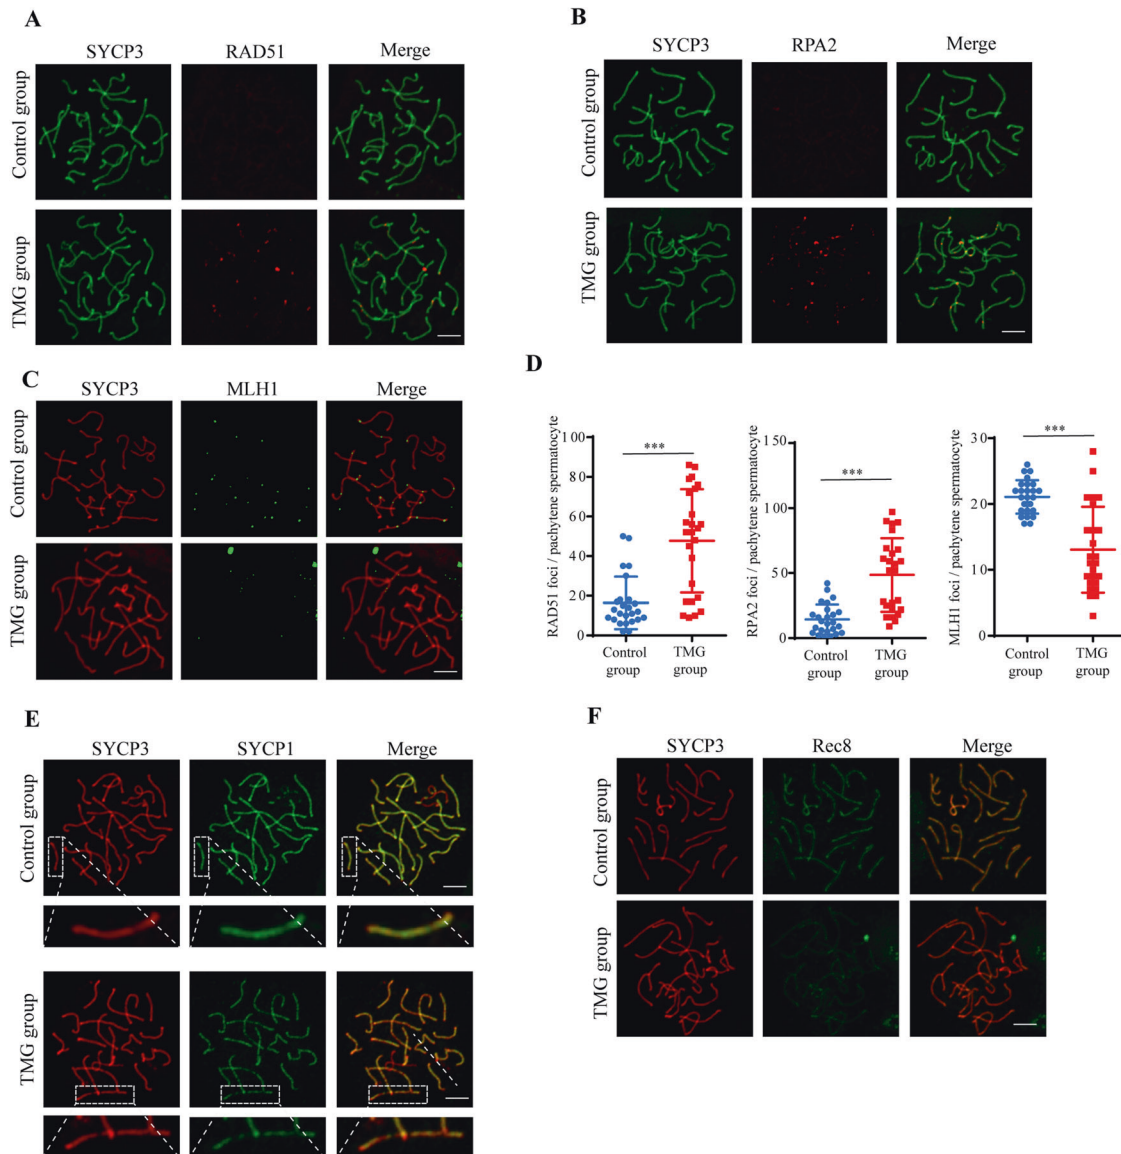 A
SYCP3 RAD51 Merge
Control group
TMG group
B
SYCP3 RPA2 Merge
Control group
TMG group
C
SYCP3 MLH1 Merge
Control group
TMG group
D
RAD51 foci / pachytene spermatocyte
100
80
60
40
20
0
***
Control group
TMG group
RPA2 foci / pachytene spermatocyte
150
100
50
0
***
Control group
TMG group
MLH1 foci / pachytene spermatocyte
30
20
10
0
***
Control group
TMG group
E
SYCP3 SYCP1 Merge
Control group
TMG group
F
SYCP3 Rec8 Merge
Control group
TMG group